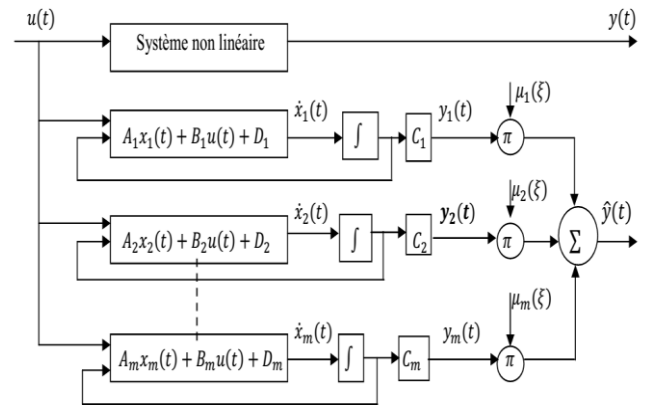 u(t) y(t)
Système non linéaire
μ₁(ξ)
ẋ₁(t) y₁(t)
A₁x₁(t) + B₁u(t) + D₁ ∫ C₁ π
μ₂(ξ)
ẋ₂(t) y₂(t) ŷ(t)
A₂x₂(t) + B₂u(t) + D₂ ∫ C₂ π Σ
μₘ(ξ)
ẋₘ(t) yₘ(t)
Aₘxₘ(t) + Bₘu(t) + Dₘ ∫ Cₘ π